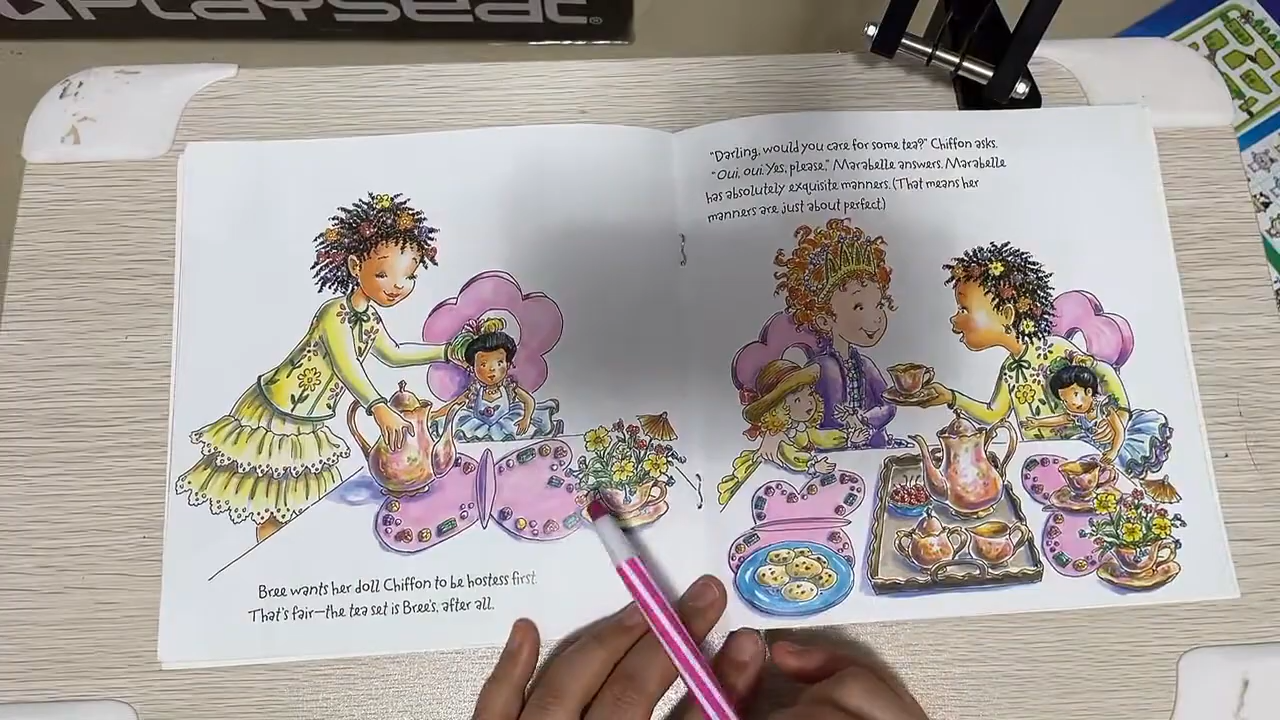 PLAYSEAT®
Bree wants her doll Chiffon to be hostess first.
That's fair—the tea set is Bree's, after all.
"Darling, would you care for some tea?" Chiffon asks.
"Oui, oui. Yes, please," Marabelle answers. Marabelle
has absolutely exquisite manners. (That means her
manners are just about perfect.)